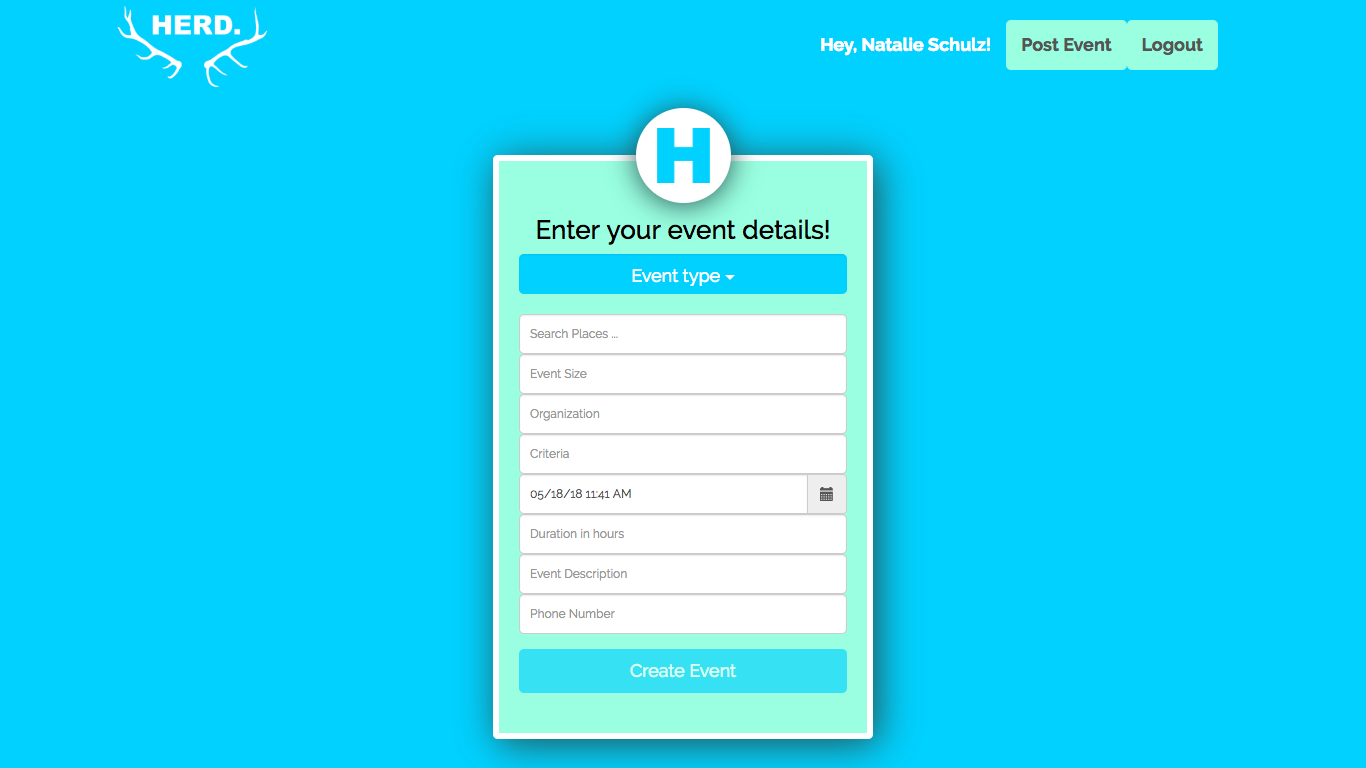 HERD.
Hey, Natalie Schulz!
Post Event
Logout
H
Enter your event details!
Event type
Search Places ...
Event Size
Organization
Criteria
05/18/18 11:41 AM
Duration in hours
Event Description
Phone Number
Create Event